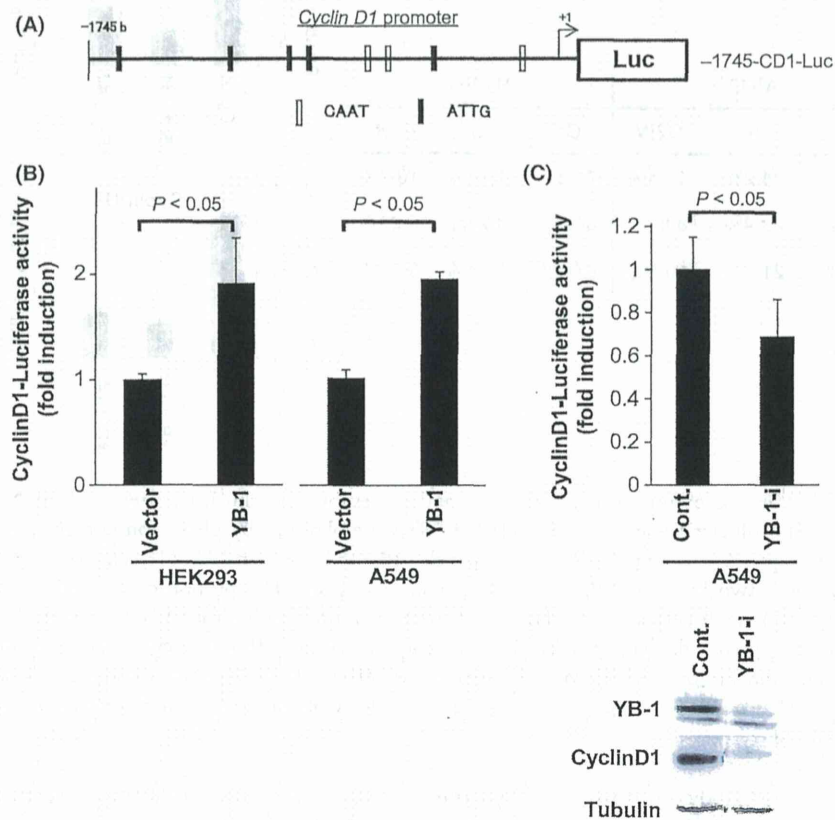 (A)
−1745 b
Cyclin D1 promoter
+1
Luc
−1745-CD1-Luc
CAAT
ATTG
(B)
CyclinD1-Luciferase activity
(fold induction)
2
1
0
P < 0.05
Vector
YB-1
HEK293
P < 0.05
Vector
YB-1
A549
(C)
CyclinD1-Luciferase activity
(fold induction)
1.2
1
0.8
0.6
0.4
0.2
0
P < 0.05
Cont.
YB-1-i
A549
Cont.
YB-1-i
YB-1
CyclinD1
Tubulin